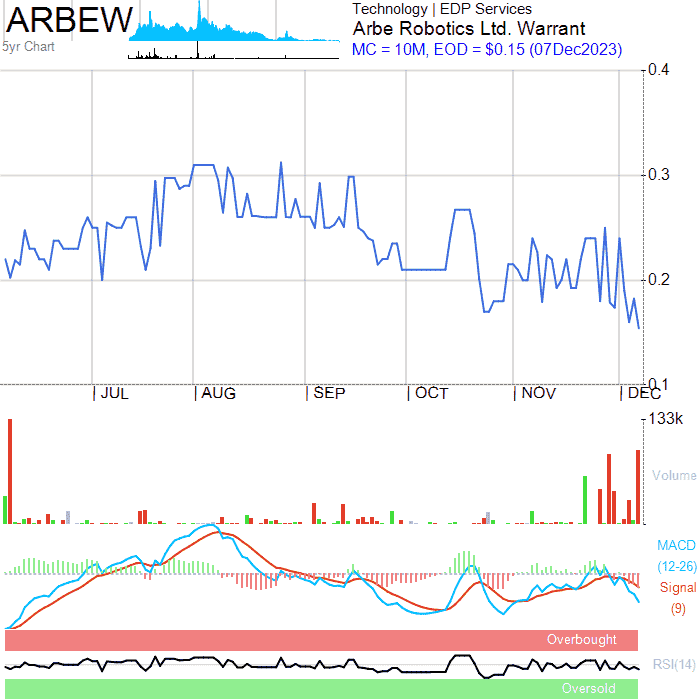 ARBEW
5yr Chart
Technology | EDP Services
Arbe Robotics Ltd. Warrant
MC = 10M, EOD = $0.15 (07Dec2023)
0.4
0.3
0.2
0.1
| JUL | AUG | SEP | OCT | NOV | DEC
133k
Volume
MACD
(12-26)
Signal
(9)
Overbought
RSI(14)
Oversold